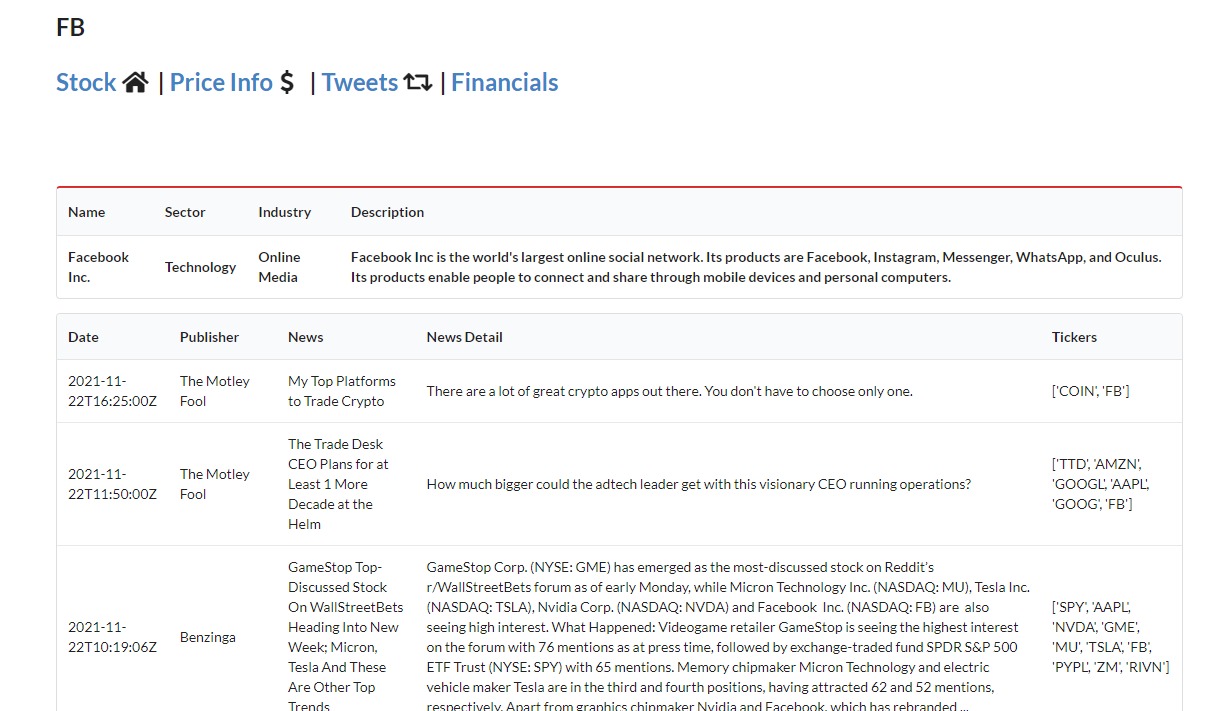 FB
Stock | Price Info $ | Tweets | Financials
Name Sector Industry Description
Facebook Inc. Technology Online Media Facebook Inc is the world's largest online social network. Its products are Facebook, Instagram, Messenger, WhatsApp, and Oculus.
Its products enable people to connect and share through mobile devices and personal computers.
Date Publisher News News Detail Tickers
2021-11-
22T16:25:00Z
The Motley
Fool
My Top Platforms
to Trade Crypto
There are a lot of great crypto apps out there. You don't have to choose only one.
['COIN', 'FB']
2021-11-
22T11:50:00Z
The Motley
Fool
The Trade Desk
CEO Plans for at
Least 1 More
Decade at the
Helm
How much bigger could the adtech leader get with this visionary CEO running operations?
['TTD', 'AMZN',
'GOOGL', 'AAPL',
'GOOG', 'FB']
2021-11-
22T10:19:06Z
Benzinga
GameStop Top-
Discussed Stock
On WallStreetBets
Heading Into New
Week; Micron,
Tesla And These
Are Other Top
Trends
GameStop Corp. (NYSE: GME) has emerged as the most-discussed stock on Reddit's
r/WallStreetBets forum as of early Monday, while Micron Technology Inc. (NASDAQ: MU), Tesla Inc.
(NASDAQ: TSLA), Nvidia Corp. (NASDAQ: NVDA) and Facebook Inc. (NASDAQ: FB) are also
seeing high interest. What Happened: Videogame retailer GameStop is seeing the highest interest
on the forum with 76 mentions as at press time, followed by exchange-traded fund SPDR S&P 500
ETF Trust (NYSE: SPY) with 65 mentions. Memory chipmaker Micron Technology and electric
vehicle maker Tesla are in the third and fourth positions, having attracted 62 and 52 mentions,
respectively. Apart from graphics chipmaker Nvidia and Facebook, which has rebranded ...
['SPY', 'AAPL',
'NVDA', 'GME',
'MU', 'TSLA', 'FB',
'PYPL', 'ZM', 'RIVN']